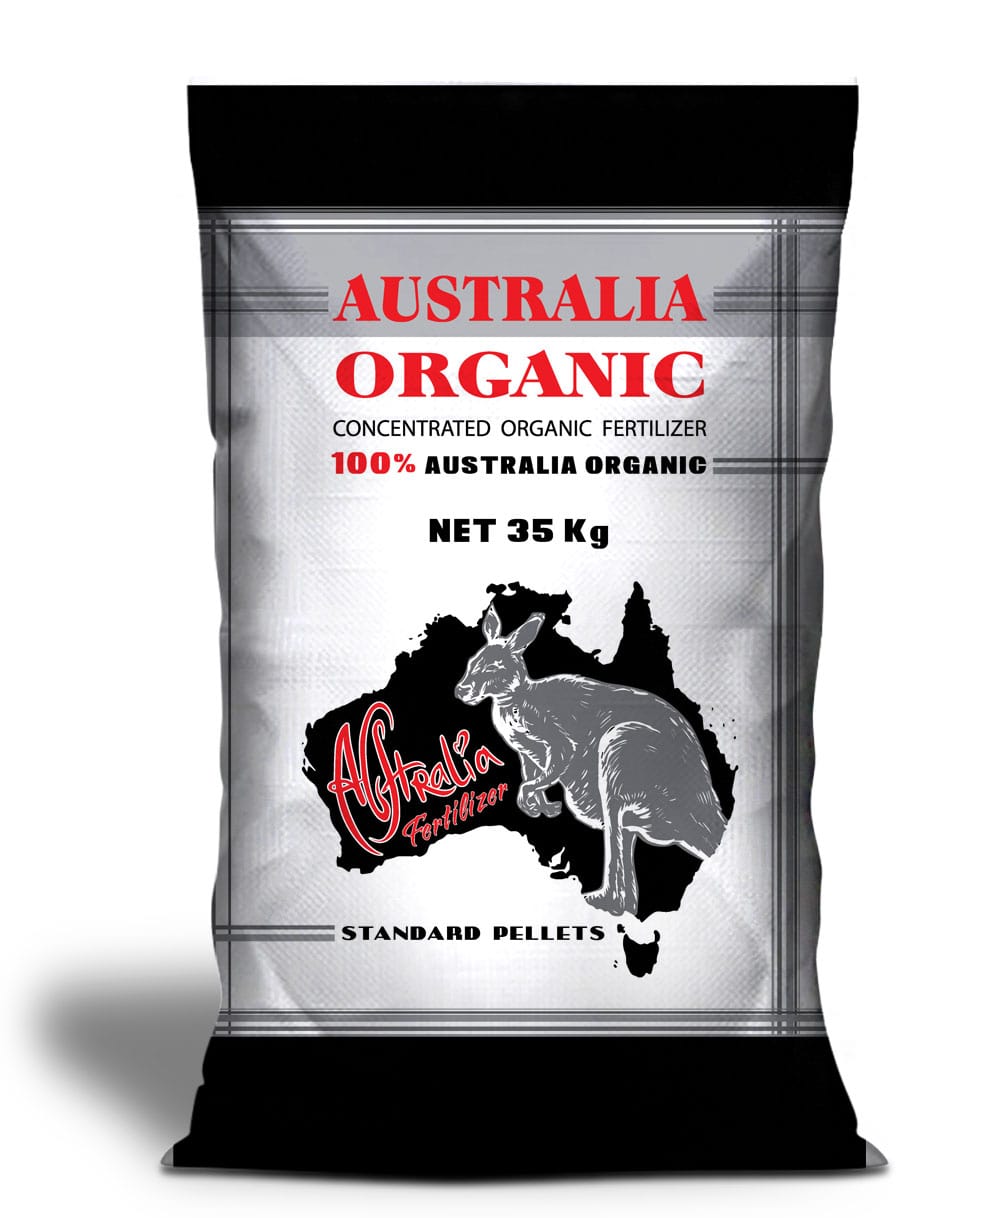 AUSTRALIA
ORGANIC
CONCENTRATED ORGANIC FERTILIZER
100% AUSTRALIA ORGANIC
NET 35 Kg
Australia
Fertilizer
STANDARD PELLETS